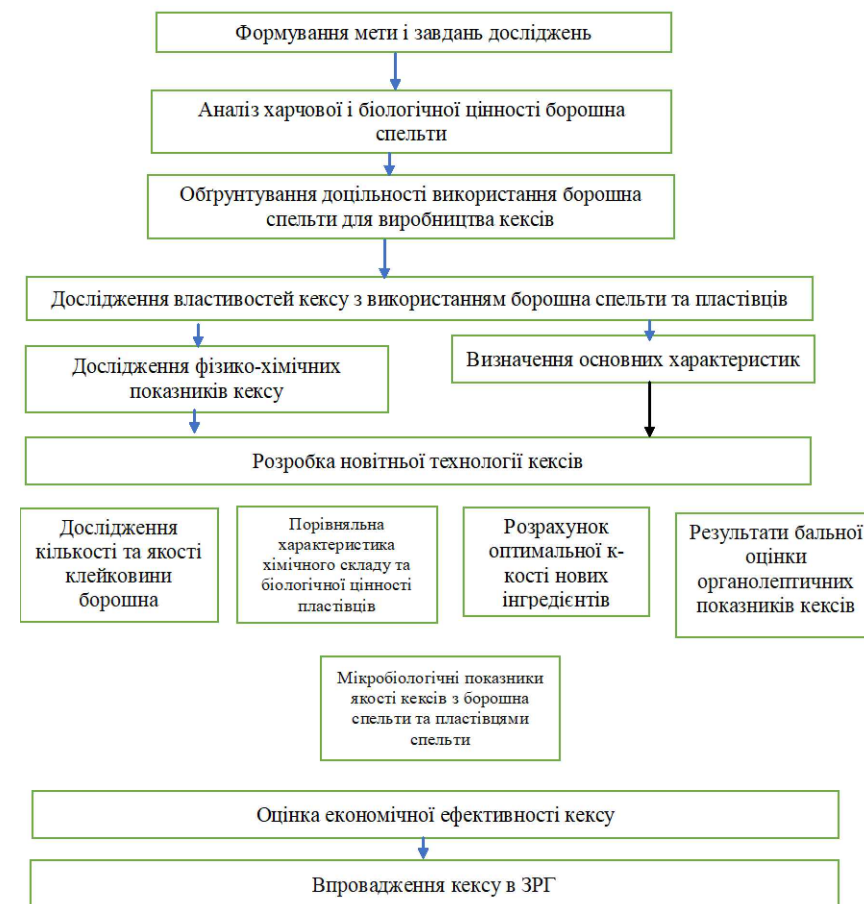 Формування мети і завдань досліджень
Аналіз харчової і біологічної цінності борошна
спельти
Обґрунтування доцільності використання борошна
спельти для виробництва кексів
Дослідження властивостей кексу з використанням борошна спельти та пластівців
Дослідження фізико-хімічних
показників кексу
Визначення основних характеристик
Розробка новітньої технології кексів
Дослідження
кількості та якості
клейковини
борошна
Порівняльна
характеристика
хімічного складу та
біологічної цінності
пластівців
Розрахунок
оптимальної к-
кості нових
інгредієнтів
Результати бальної
оцінки
органолептичних
показників кексів
Мікробіологічні показники
якості кексів з борошна
спельти та пластівцями
спельти
Оцінка економічної ефективності кексу
Впровадження кексу в ЗРГ